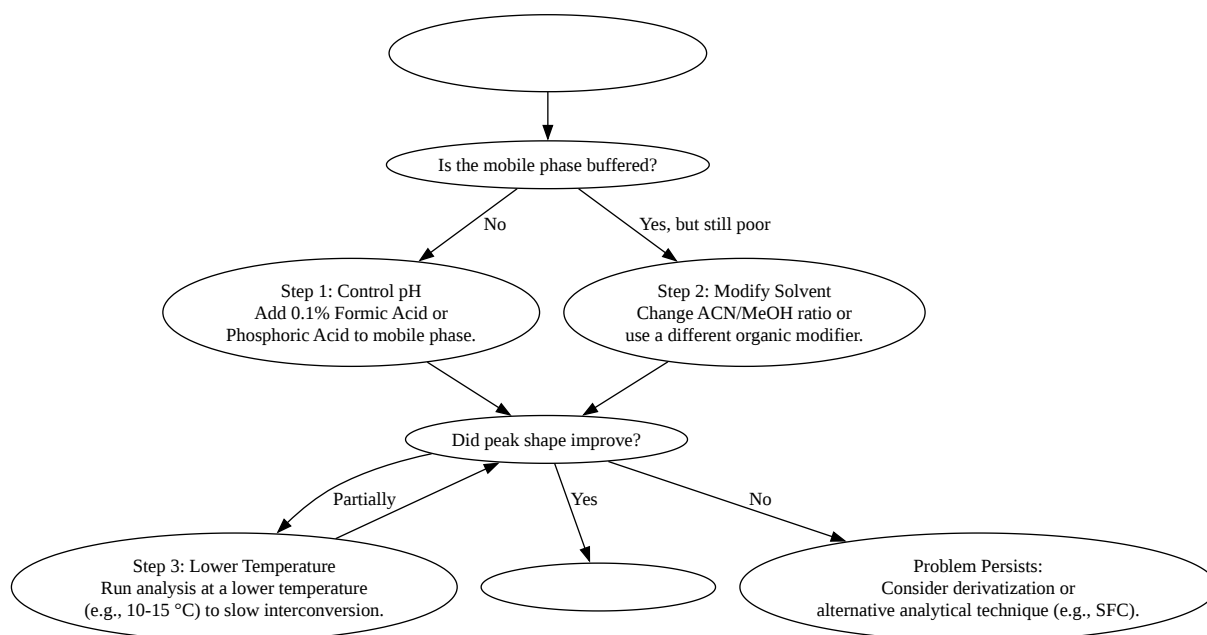 Is the mobile phase buffered?
No
Yes, but still poor
Step 1: Control pH
Add 0.1% Formic Acid or
Phosphoric Acid to mobile phase.
Step 2: Modify Solvent
Change ACN/MeOH ratio or
use a different organic modifier.
Did peak shape improve?
Partially
Yes
No
Step 3: Lower Temperature
Run analysis at a lower temperature
(e.g., 10-15 °C) to slow interconversion.
Problem Persists:
Consider derivatization or
alternative analytical technique (e.g., SFC).